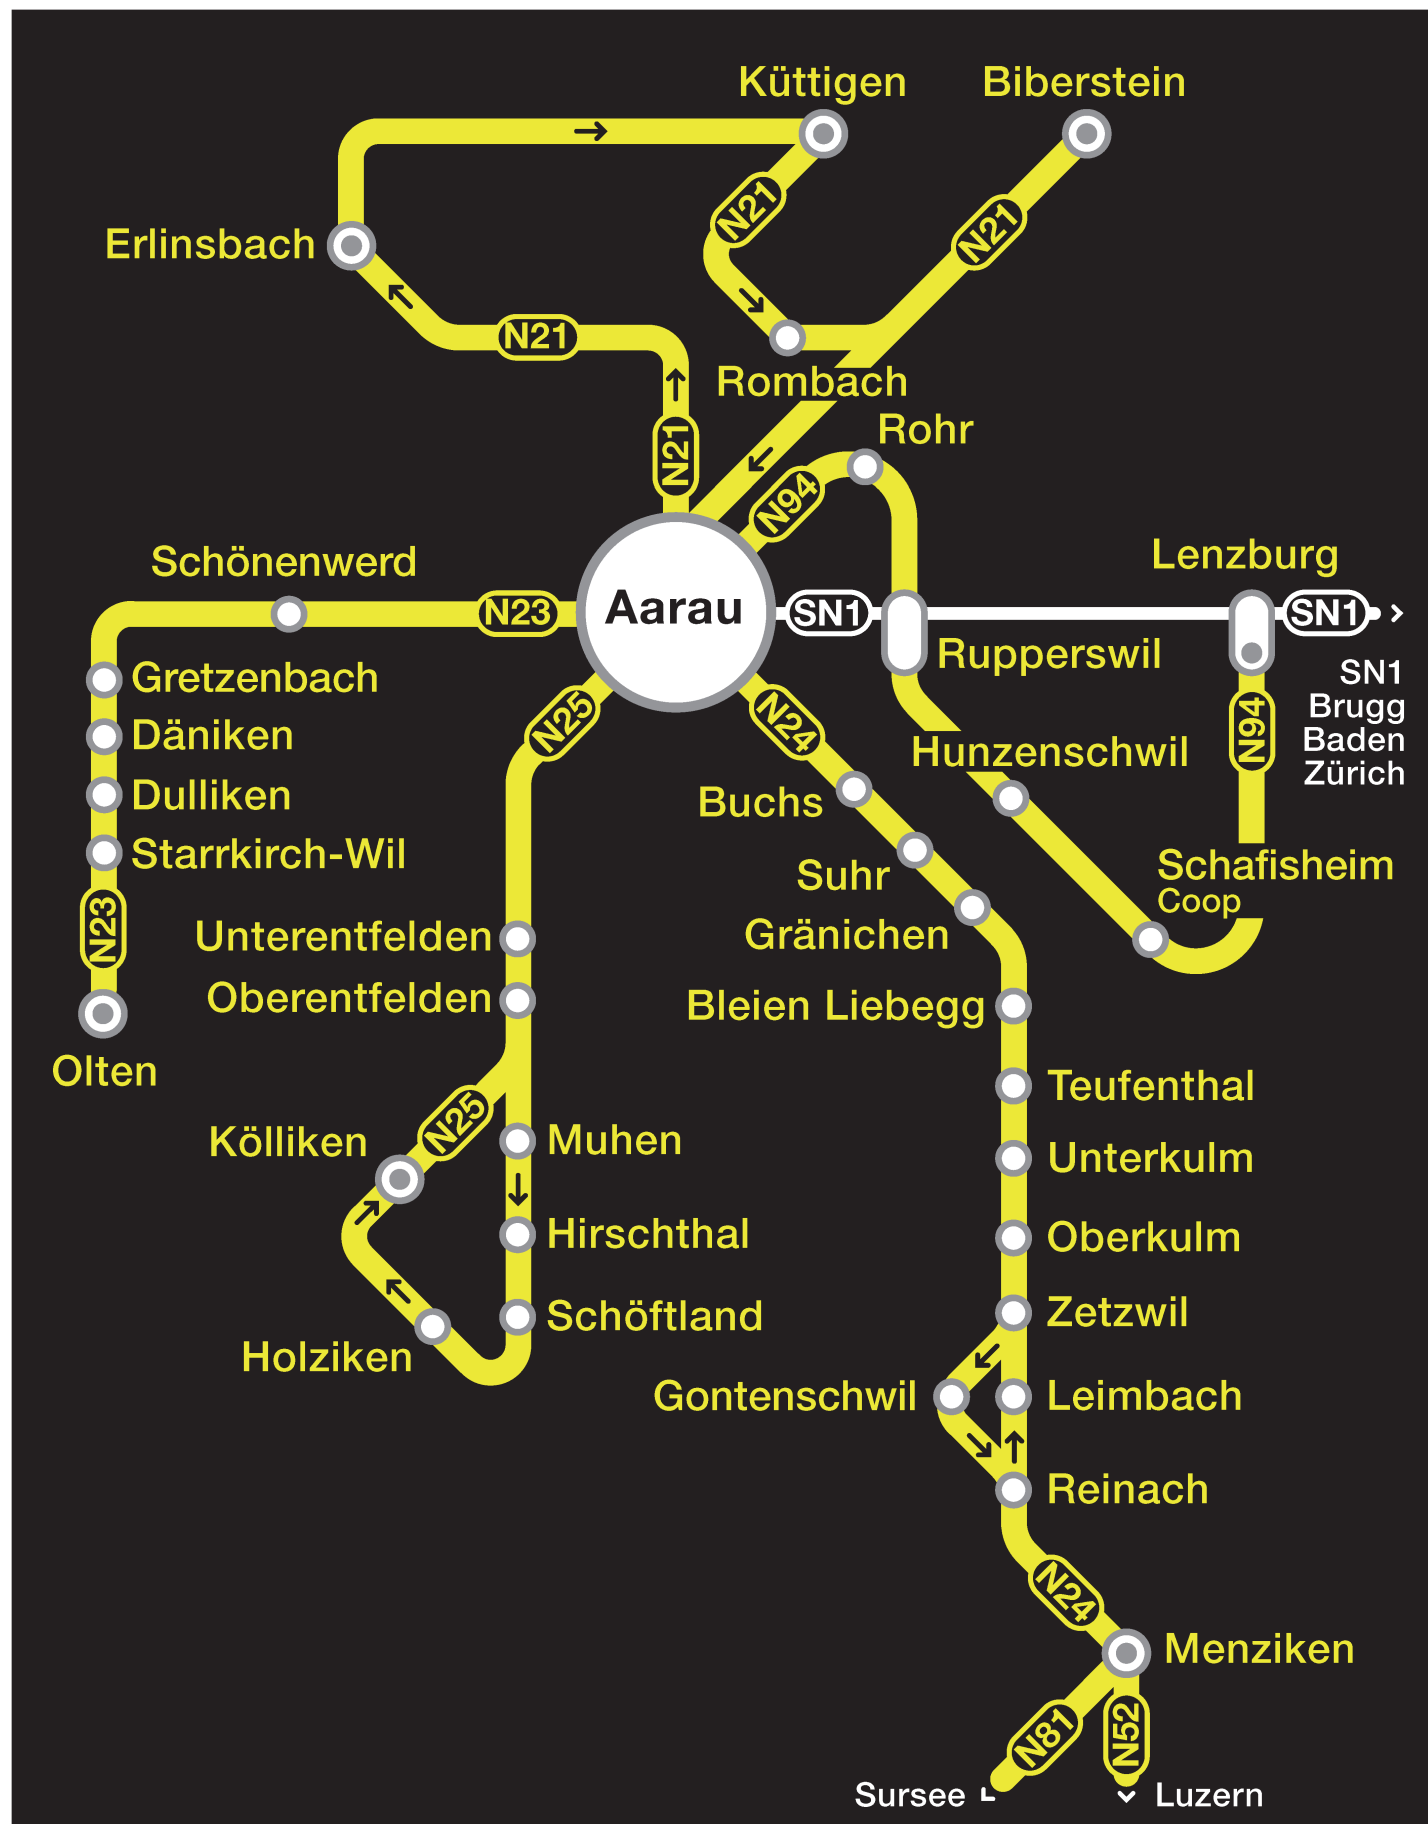 Küttigen
Biberstein
N21
N21
Erlinsbach
N21
Rombach
Rohr
N21
N94
Schönenwerd
Lenzburg
N23
Aarau
SN1
SN1
Rupperswil
SN1
Brugg
Baden
Zürich
Gretzenbach
N25
N24
N94
Däniken
Hunzenschwil
Dulliken
Buchs
Starrkirch-Wil
Suhr
Schafisheim
Coop
N23
Unterentfelden
Gränichen
Oberentfelden
Bleien Liebegg
Olten
Teufenthal
N25
Kölliken
Muhen
Unterkulm
Hirschthal
Oberkulm
Schöftland
Zetzwil
Holziken
Gontenschwil
Leimbach
Reinach
N24
Menziken
N81
N52
Sursee
Luzern